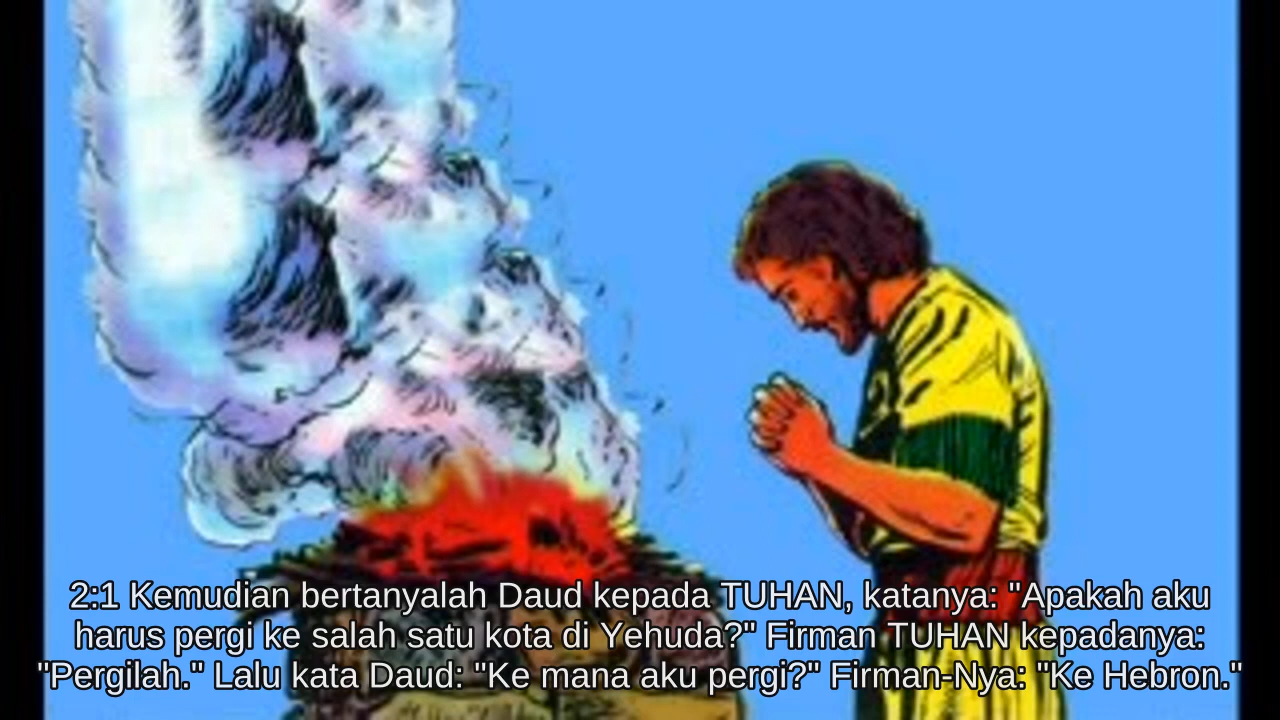 2:1 Kemudian bertanyalah Daud kepada TUHAN, katanya: "Apakah aku
harus pergi ke salah satu kota di Yehuda?" Firman TUHAN kepadanya:
"Pergilah." Lalu kata Daud: "Ke mana aku pergi?" Firman-Nya: "Ke Hebron."